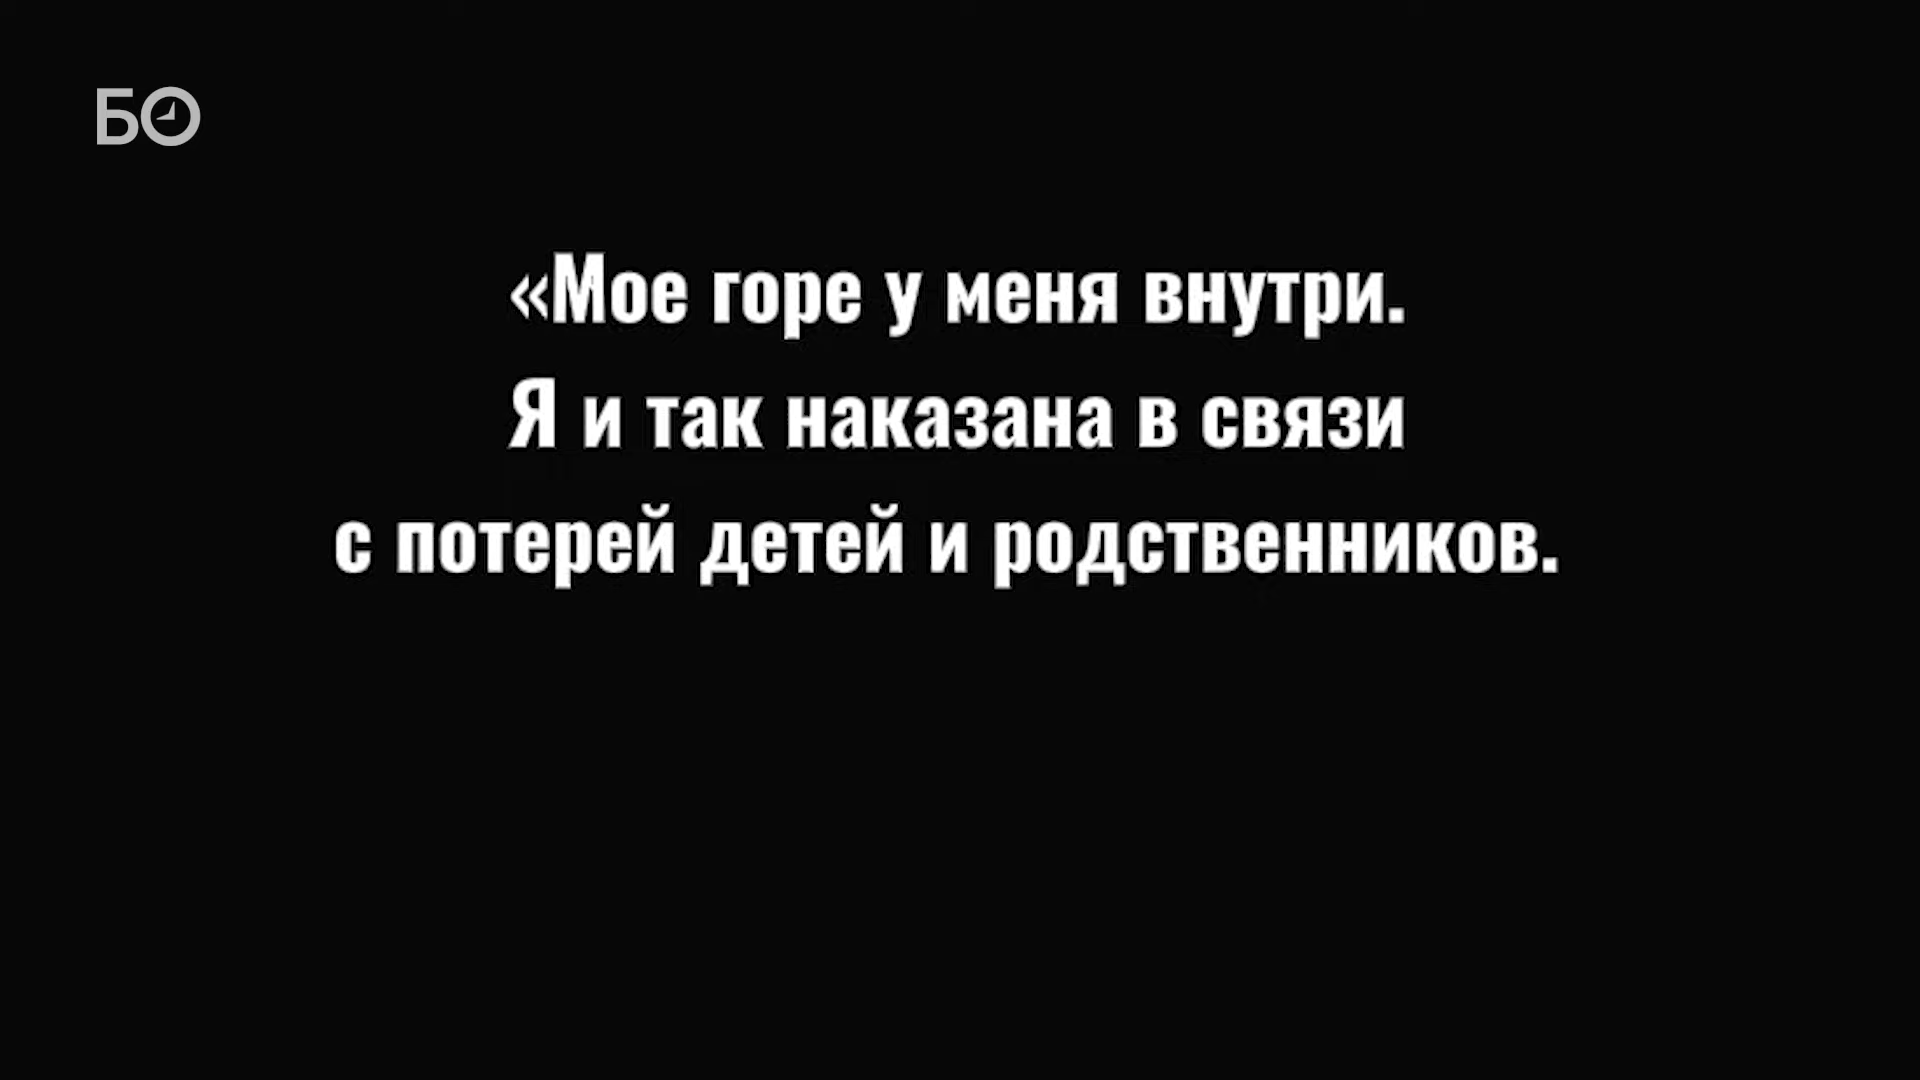 БО
«Мое горе у меня внутри.
Я и так наказана в связи
с потерей детей и родственников.